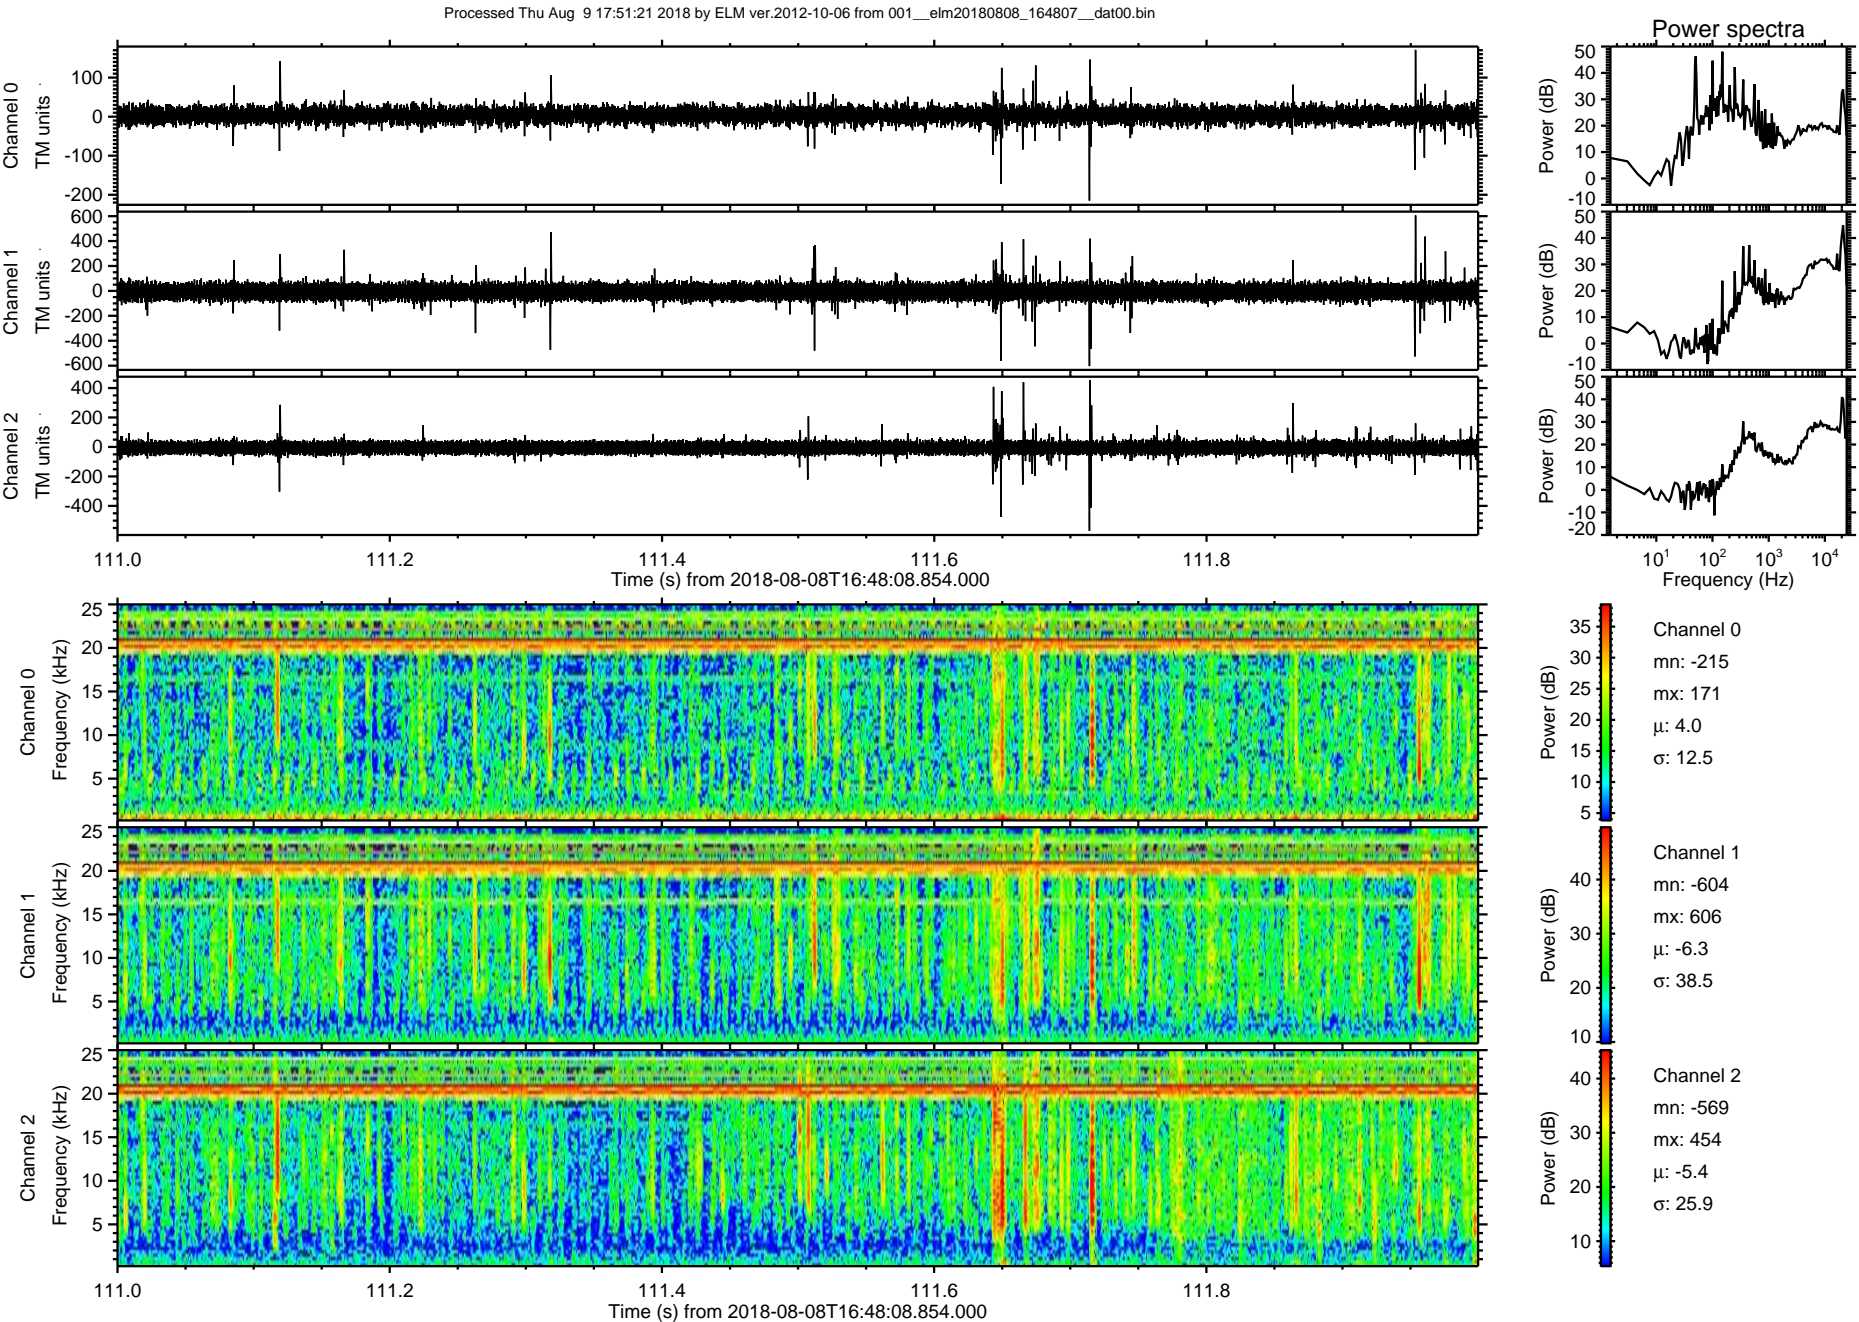 Processed Thu Aug  9 17:51:21 2018 by ELM ver.2012-10-06 from 001__elm20180808_164807__dat00.bin
Power spectra
Channel 0
TM units
100
0
-100
-200
Power (dB)
50
40
30
20
10
0
-10
Channel 1
TM units
600
400
200
0
-200
-400
-600
Power (dB)
50
40
30
20
10
0
-10
Channel 2
TM units
400
200
0
-200
-400
Power (dB)
50
40
30
20
10
0
-10
-20
111.0 111.2 111.4 111.6 111.8
Time (s) from 2018-08-08T16:48:08.854.000
10^1 10^2 10^3 10^4
Frequency (Hz)
Channel 0
Frequency (kHz)
25
20
15
10
5
Power (dB)
35
30
25
20
15
10
5
Channel 0
mn: -215
mx: 171
μ: 4.0
σ: 12.5
Channel 1
Frequency (kHz)
25
20
15
10
5
Power (dB)
40
30
20
10
Channel 1
mn: -604
mx: 606
μ: -6.3
σ: 38.5
Channel 2
Frequency (kHz)
25
20
15
10
5
Power (dB)
40
30
20
10
Channel 2
mn: -569
mx: 454
μ: -5.4
σ: 25.9
111.0 111.2 111.4 111.6 111.8
Time (s) from 2018-08-08T16:48:08.854.000